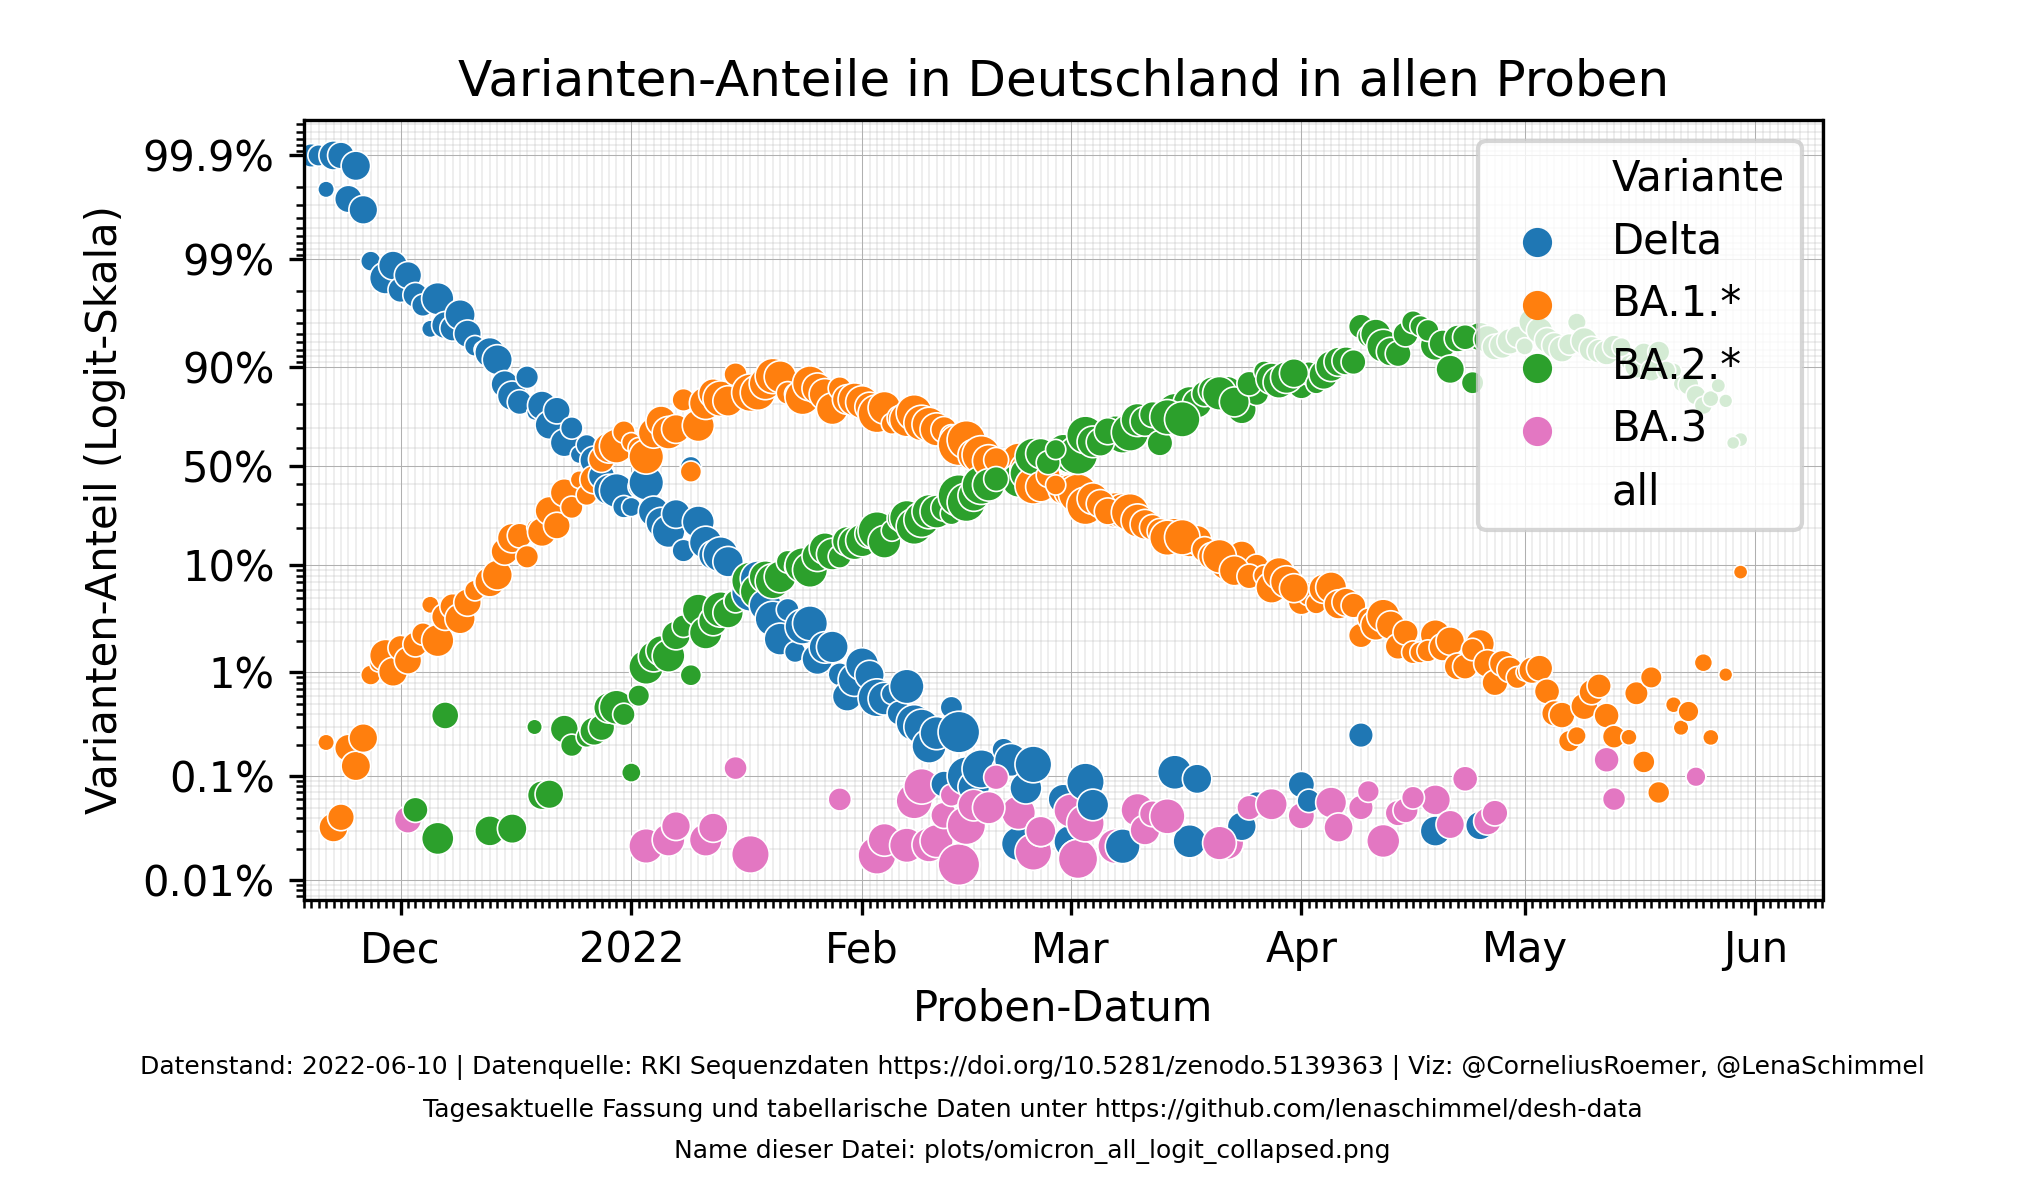 Varianten-Anteile in Deutschland in allen Proben
Varianten-Anteil (Logit-Skala)
99.9%
99%
90%
50%
10%
1%
0.1%
0.01%
Variante
Delta
BA.1.*
BA.2.*
BA.3
all
Dec
2022
Feb
Mar
Apr
May
Jun
Proben-Datum
Datenstand: 2022-06-10 | Datenquelle: RKI Sequenzdaten https://doi.org/10.5281/zenodo.5139363 | Viz: @CorneliusRoemer, @LenaSchimmel
Tagesaktuelle Fassung und tabellarische Daten unter https://github.com/lenaschimmel/desh-data
Name dieser Datei: plots/omicron_all_logit_collapsed.png